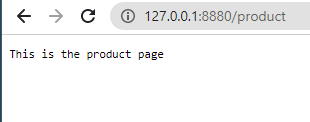 127.0.0.1:8880/product
This is the product page